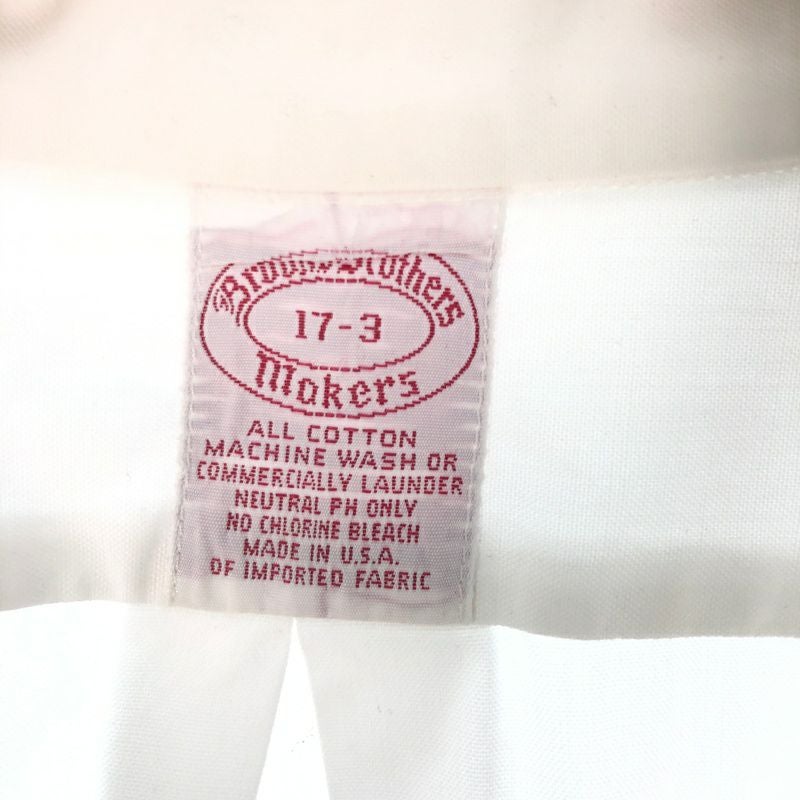 Brooks Brothers
17-3
Makers
ALL COTTON
MACHINE WASH OR
COMMERCIALLY LAUNDER
NEUTRAL PH ONLY
NO CHLORINE BLEACH
MADE IN U.S.A.
OF IMPORTED FABRIC